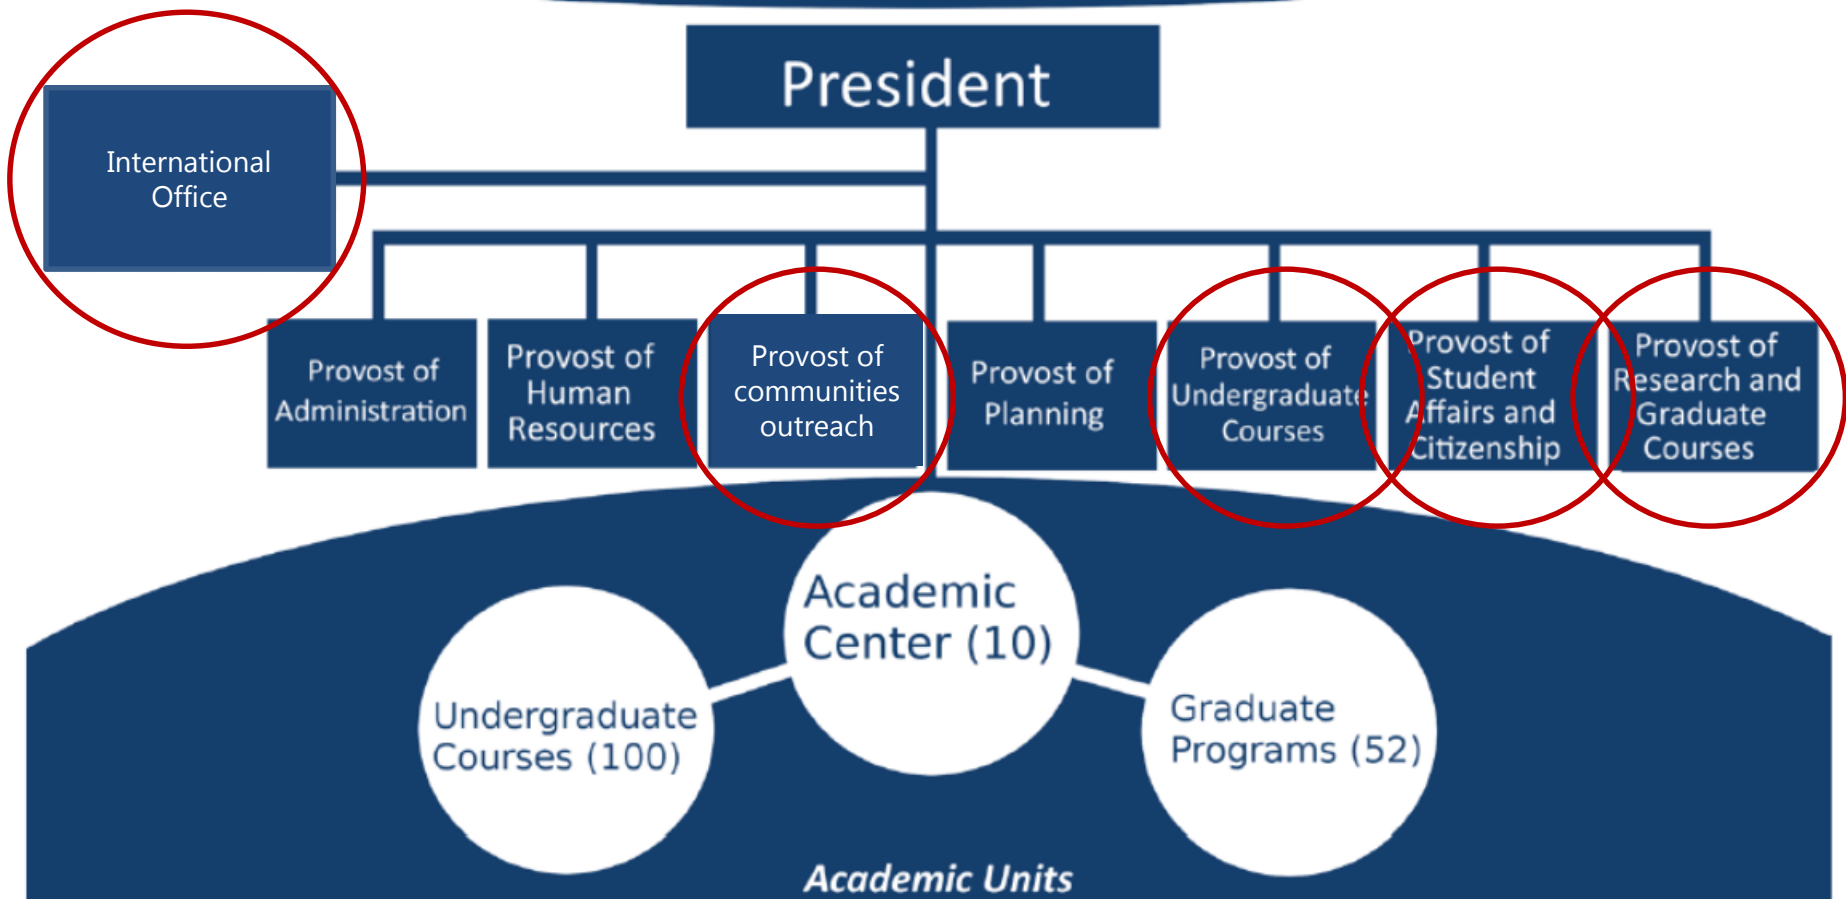 President
International
Office
Provost of
Administration
Provost of
Human
Resources
Provost of
communities
outreach
Provost of
Planning
Provost of
Undergraduate
Courses
Provost of
Student
Affairs and
Citizenship
Provost of
Research and
Graduate
Courses
Academic
Center (10)
Undergraduate
Courses (100)
Graduate
Programs (52)
Academic Units